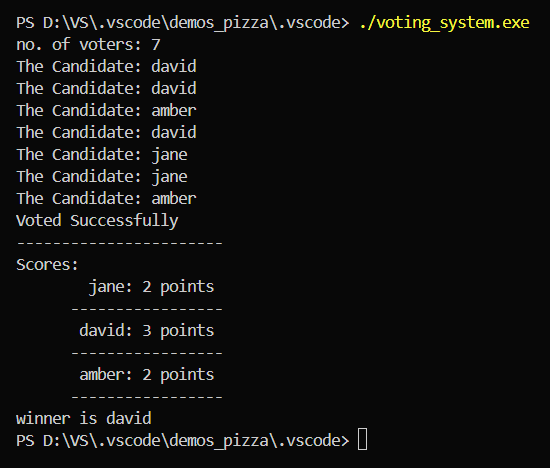 PS D:\VS\.vscode\demos_pizza\.vscode> ./voting_system.exe
no. of voters: 7
The Candidate: david
The Candidate: david
The Candidate: amber
The Candidate: david
The Candidate: jane
The Candidate: jane
The Candidate: amber
Voted Successfully
-----------------------
Scores:
        jane: 2 points
      -----------------
       david: 3 points
      -----------------
       amber: 2 points
      -----------------
winner is david
PS D:\VS\.vscode\demos_pizza\.vscode>